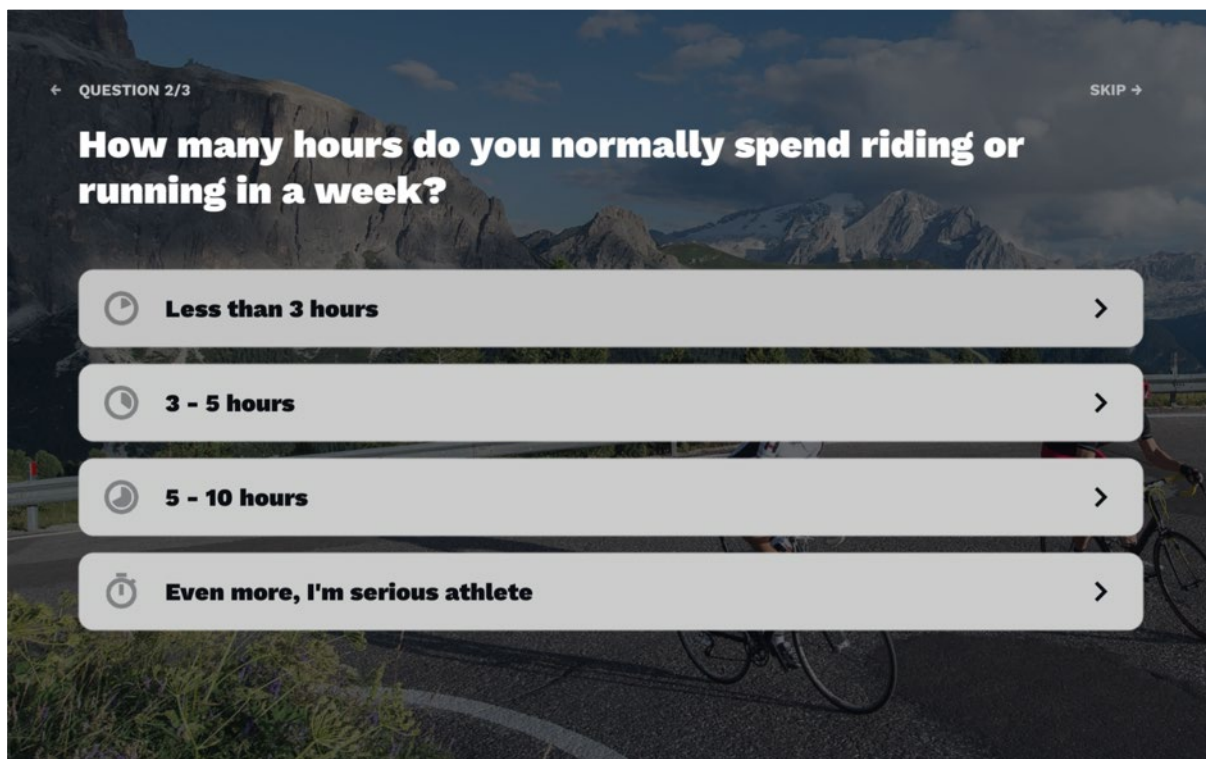 ← QUESTION 2/3
SKIP →
How many hours do you normally spend riding or
running in a week?
Less than 3 hours
3 - 5 hours
5 - 10 hours
Even more, I'm serious athlete